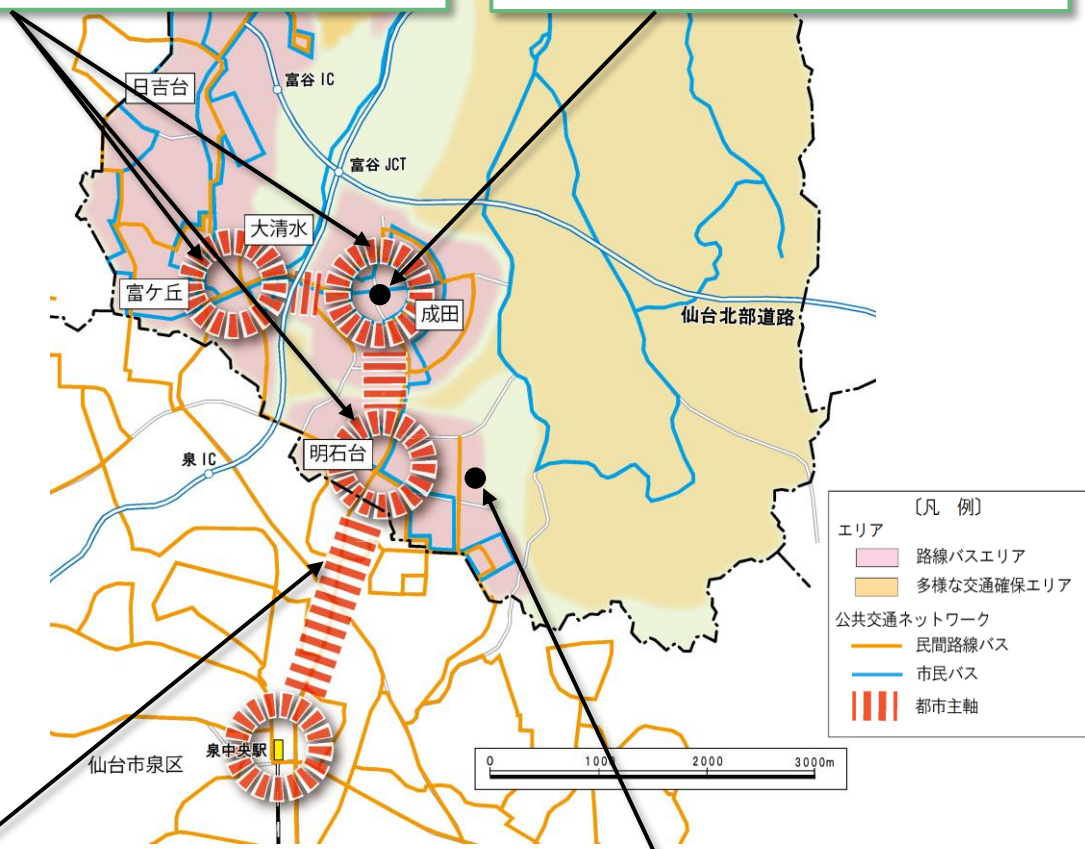 日吉台
富谷 IC
富谷 JCT
大清水
富ケ丘
成田
仙台北部道路
明石台
泉 IC
泉中央駅
仙台市泉区
0 1000 2000 3000m
〔凡 例〕
エリア
路線バスエリア
多様な交通確保エリア
公共交通ネットワーク
民間路線バス
市民バス
都市主軸